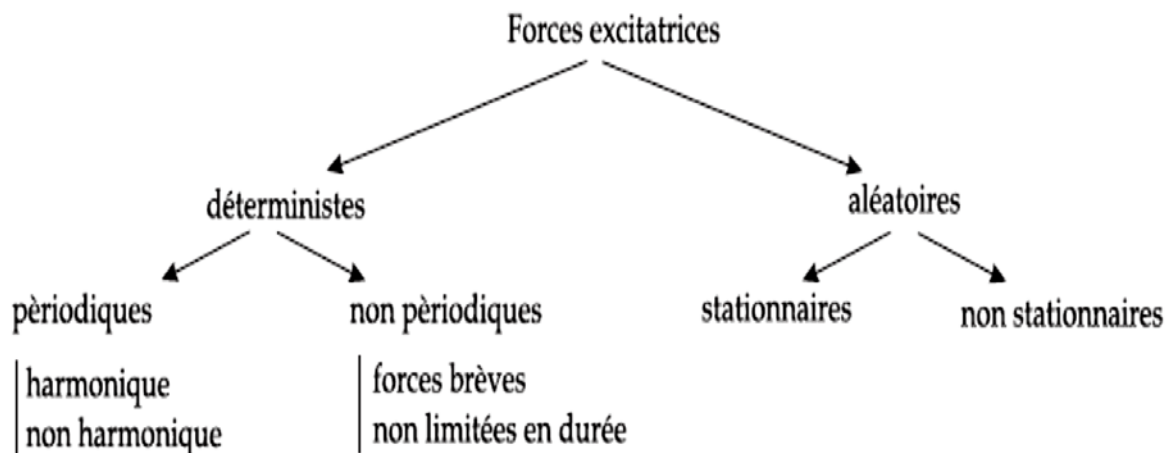 Forces excitatrices
déterministes
aléatoires
pèriodiques
non pèriodiques
stationnaires
non stationnaires
harmonique
non harmonique
forces brèves
non limitées en durée